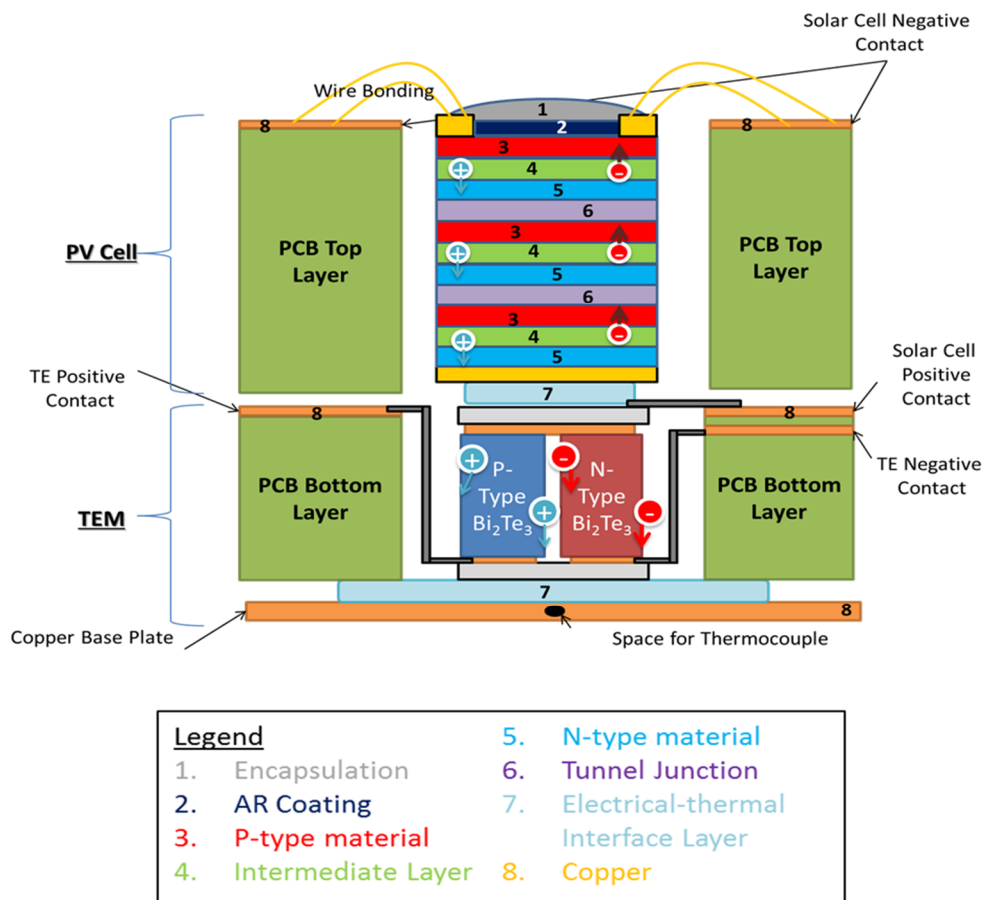 Solar Cell Negative
Contact
Wire Bonding
1
8
2
8
3
4
+
-
5
6
PV Cell
PCB Top
Layer
3
4
+
-
5
6
PCB Top
Layer
3
4
+
-
5
7
Solar Cell
Positive
Contact
TE Positive
Contact
8
8
TE Negative
Contact
TEM
PCB Bottom
Layer
+
P-
Type
Bi₂Te₃
+
-
N-
Type
Bi₂Te₃
-
PCB Bottom
Layer
7
8
Copper Base Plate
Space for Thermocouple
Legend
1. Encapsulation
2. AR Coating
3. P-type material
4. Intermediate Layer
5. N-type material
6. Tunnel Junction
7. Electrical-thermal
Interface Layer
8. Copper